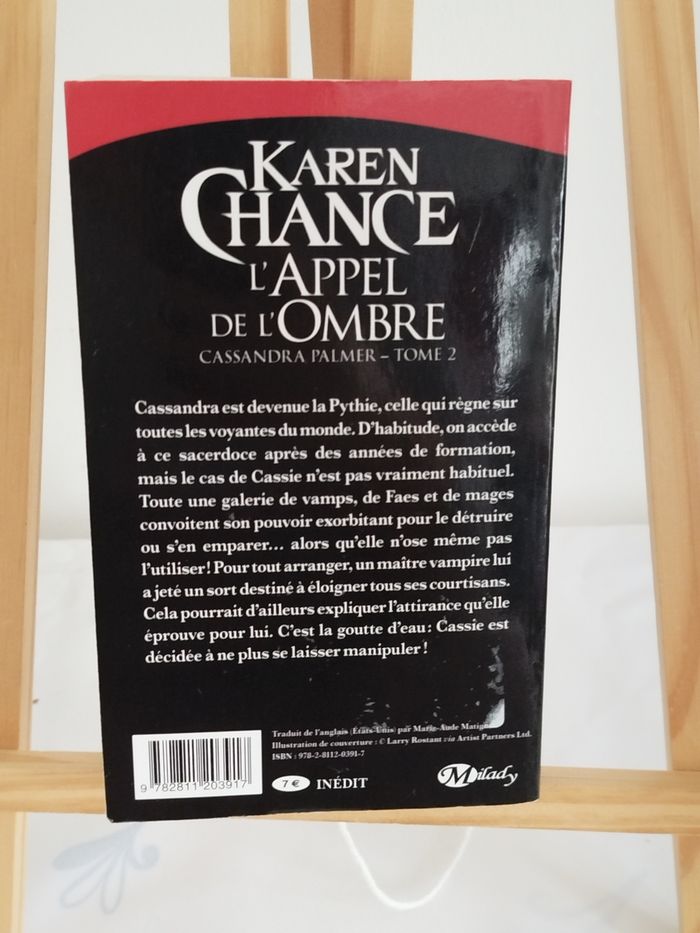 KAREN
CHANCE
L'APPEL
DE L'OMBRE
CASSANDRA PALMER – TOME 2
Cassandra est devenue la Pythie, celle qui règne sur
toutes les voyantes du monde. D'habitude, on accède
à ce sacerdoce après des années de formation,
mais le cas de Cassie n'est pas vraiment habituel.
Toute une galerie de vamps, de Faes et de mages
convoitent son pouvoir exorbitant pour le détruire
ou s'en emparer… alors qu'elle n'ose même pas
l'utiliser ! Pour tout arranger, un maître vampire lui
a jeté un sort destiné à éloigner tous ses courtisans.
Cela pourrait d'ailleurs expliquer l'attirance qu'elle
éprouve pour lui. C'est la goutte d'eau : Cassie est
décidée à ne plus se laisser manipuler !
Traduit de l'anglais (États-Unis) par Marie-Aude
Illustration de couverture : © Larry Rostant via Artist Partners Ltd.
ISBN : 978-2-8112-0391-7
9 782811 203917
7 € INÉDIT
Milady